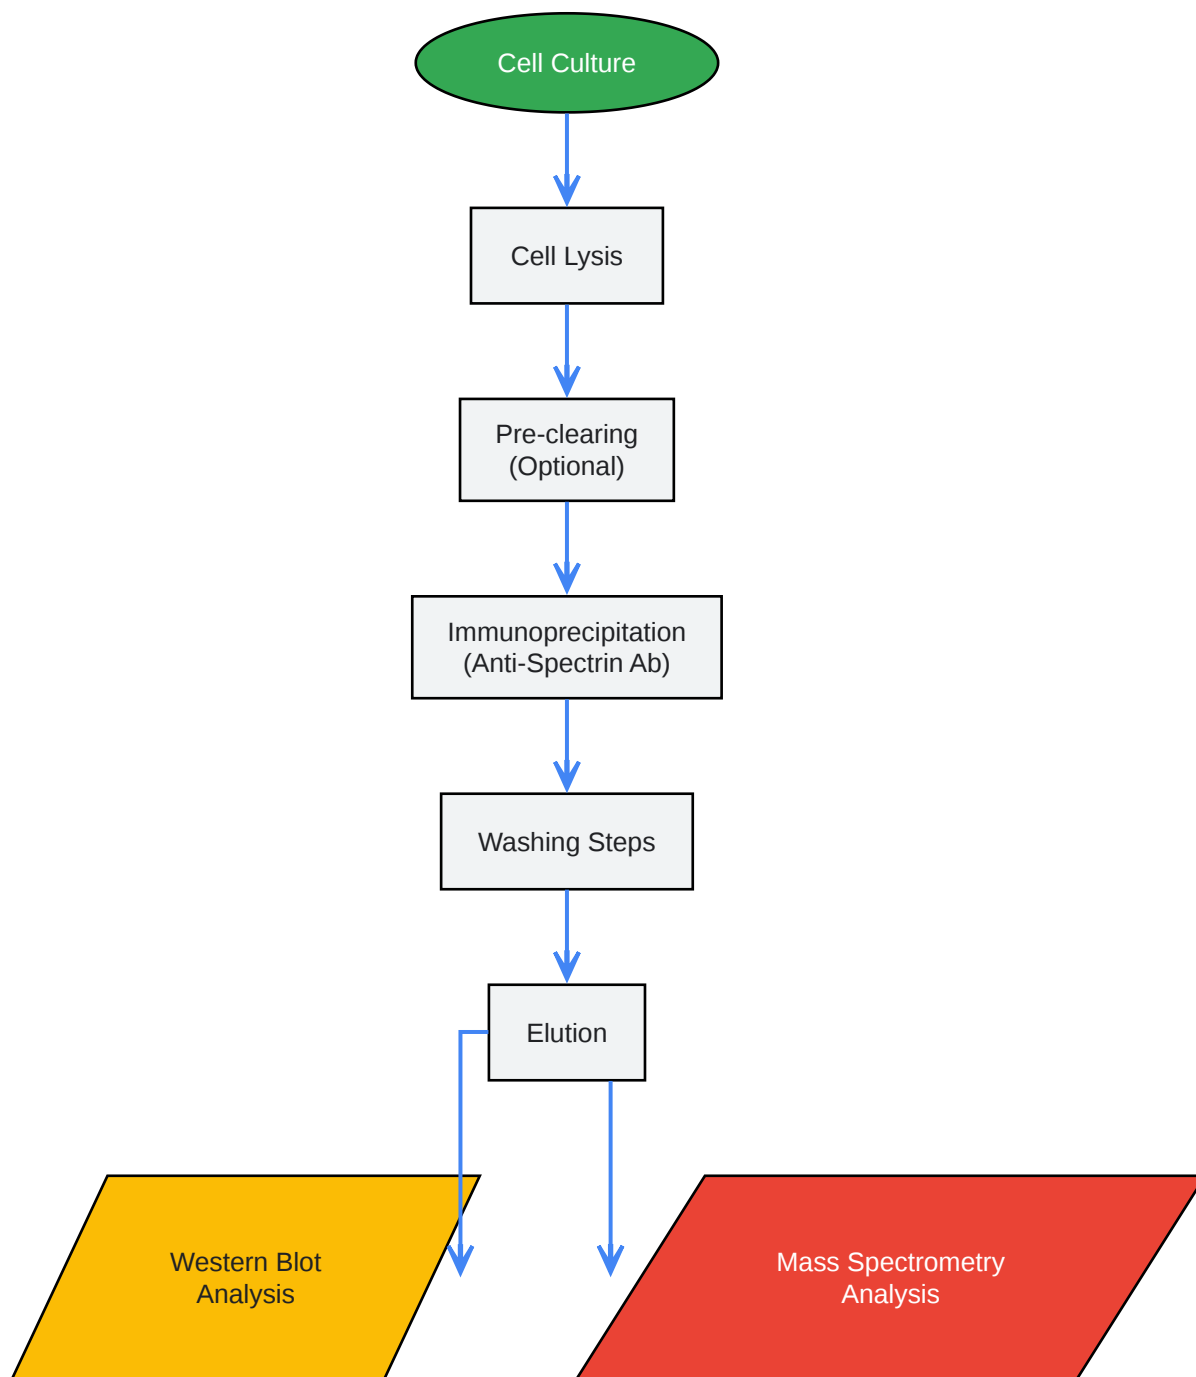 Cell Culture
Cell Lysis
Pre-clearing
(Optional)
Immunoprecipitation
(Anti-Spectrin Ab)
Washing Steps
Elution
Western Blot
Analysis
Mass Spectrometry
Analysis